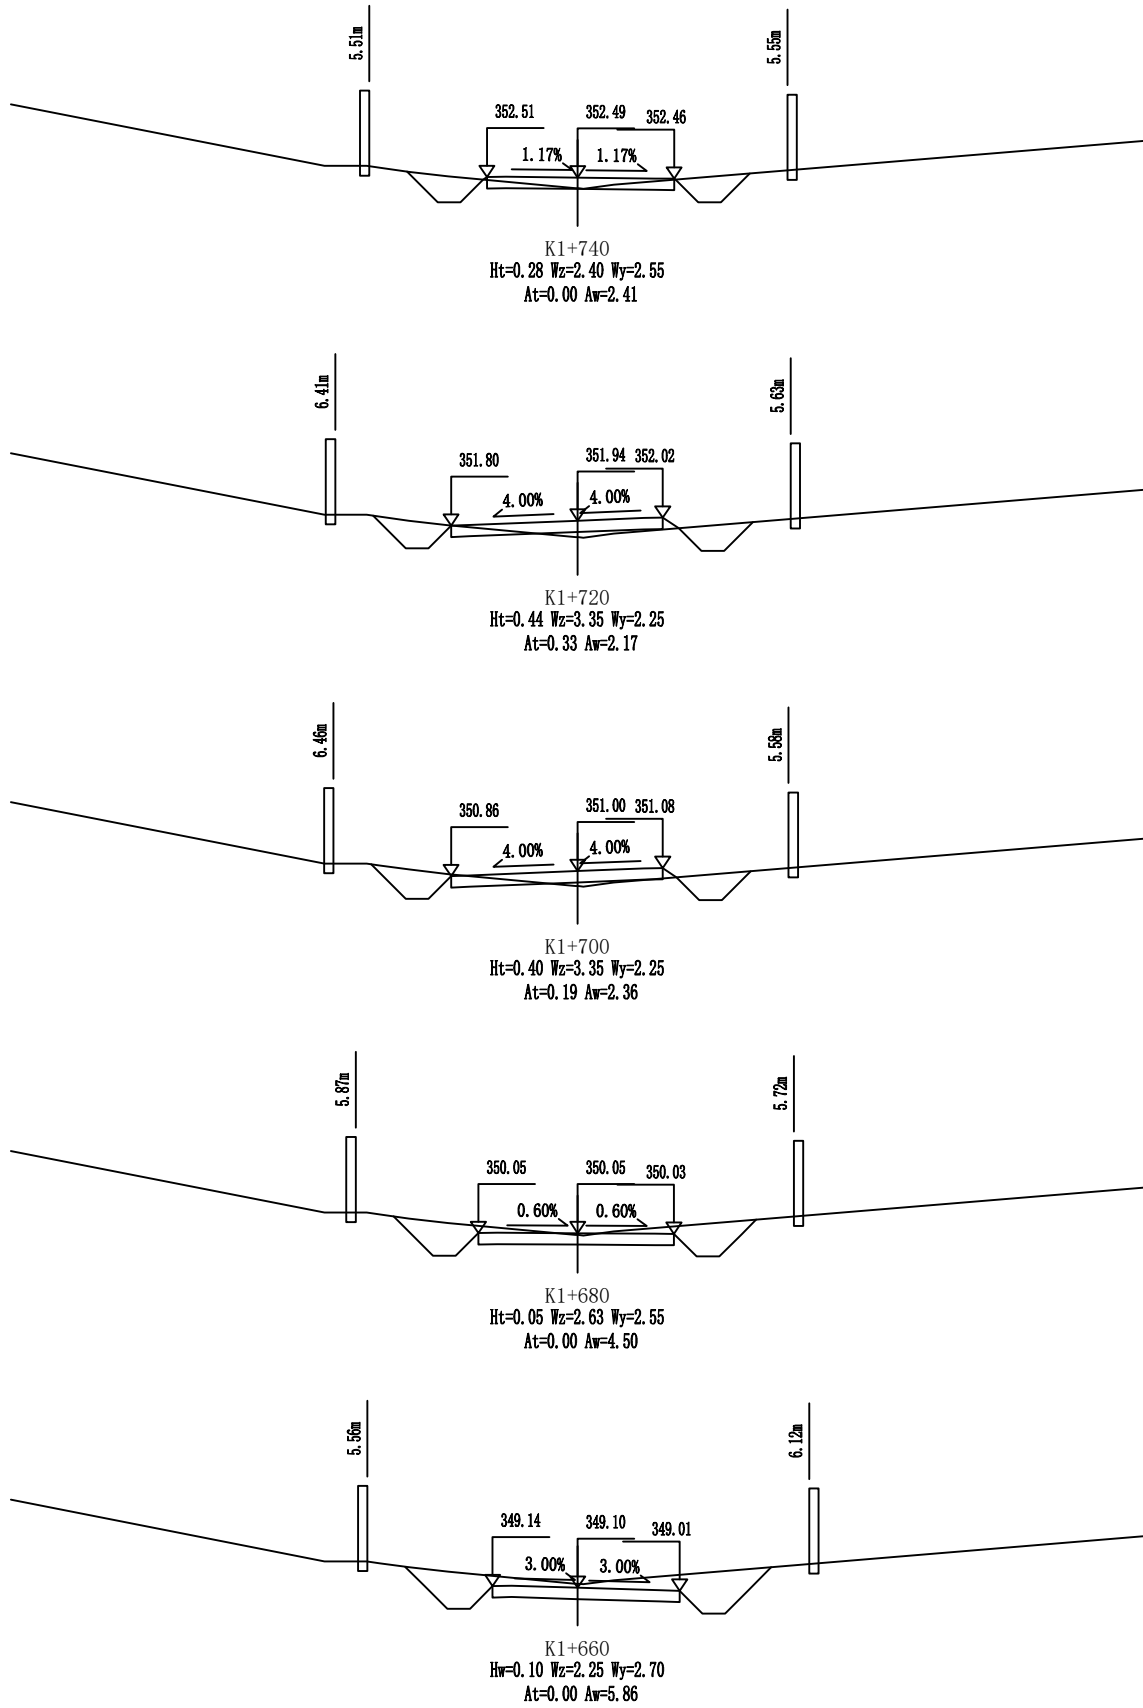 5.51m
5.55m
352.51 352.49 352.46
1.17% 1.17%
K1+740
Ht=0.28 Wz=2.40 Wy=2.55
At=0.00 Aw=2.41
6.41m
5.63m
351.80 351.94 352.02
4.00% 4.00%
K1+720
Ht=0.44 Wz=3.35 Wy=2.25
At=0.33 Aw=2.17
6.46m
5.58m
350.86 351.00 351.08
4.00% 4.00%
K1+700
Ht=0.40 Wz=3.35 Wy=2.25
At=0.19 Aw=2.36
5.87m
5.72m
350.05 350.05 350.03
0.60% 0.60%
K1+680
Ht=0.05 Wz=2.63 Wy=2.55
At=0.00 Aw=4.50
5.56m
6.12m
349.14 349.10 349.01
3.00% 3.00%
K1+660
Hw=0.10 Wz=2.25 Wy=2.70
At=0.00 Aw=5.86